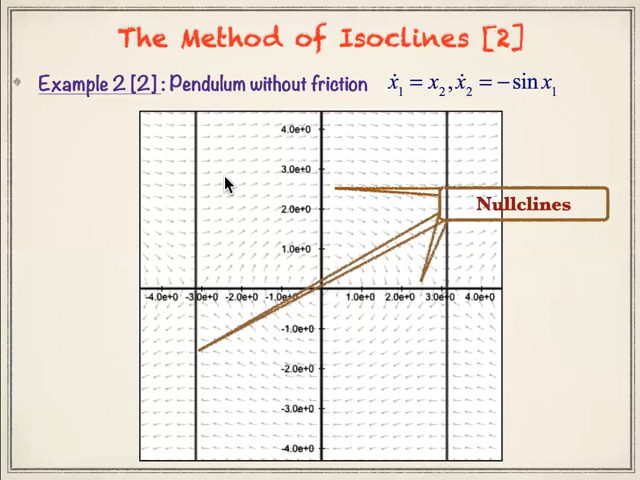 The Method of Isoclines [2]
Example 2 [2] : Pendulum without friction ẋ₁ = x₂, ẋ₂ = −sin x₁
4.0e+0
3.0e+0
2.0e+0
Nullclines
1.0e+0
-4.0e+0 -3.0e+0 -2.0e+0 -1.0e+0 1.0e+0 2.0e+0 3.0e+0 4.0e+0
-1.0e+0
-2.0e+0
-3.0e+0
-4.0e+0